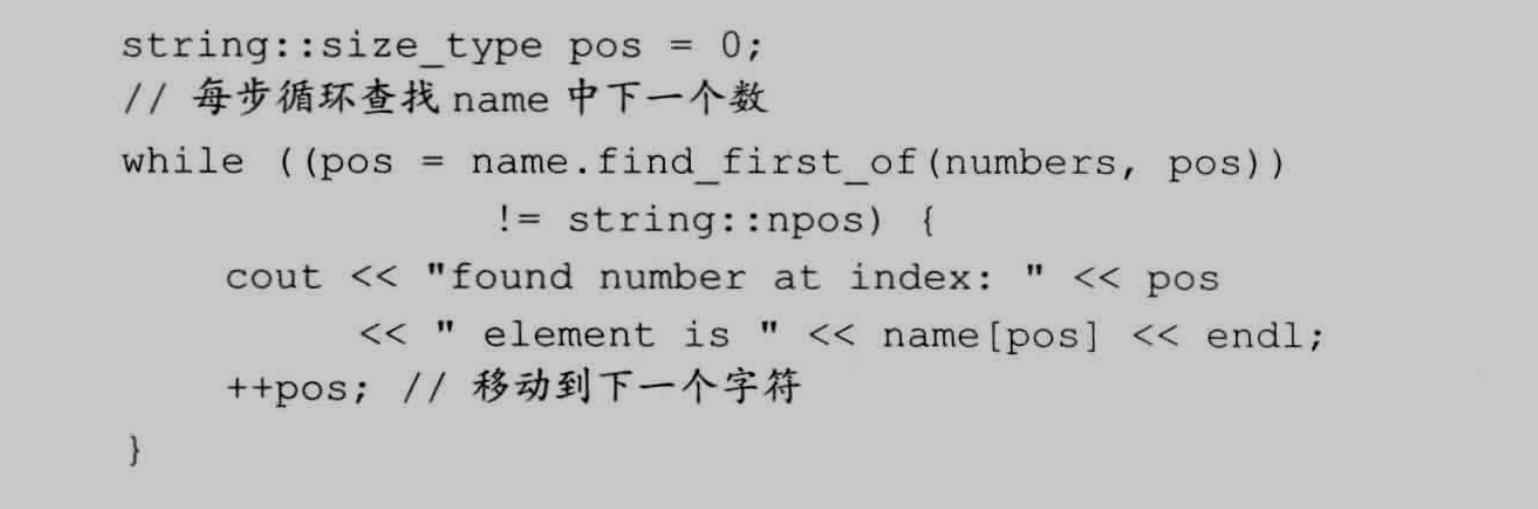 string::size_type pos = 0;
// 每步循环查找 name 中下一个数
while ((pos = name.find_first_of(numbers, pos))
!= string::npos) {
cout << "found number at index: " << pos
<< " element is " << name[pos] << endl;
++pos; // 移动到下一个字符
}